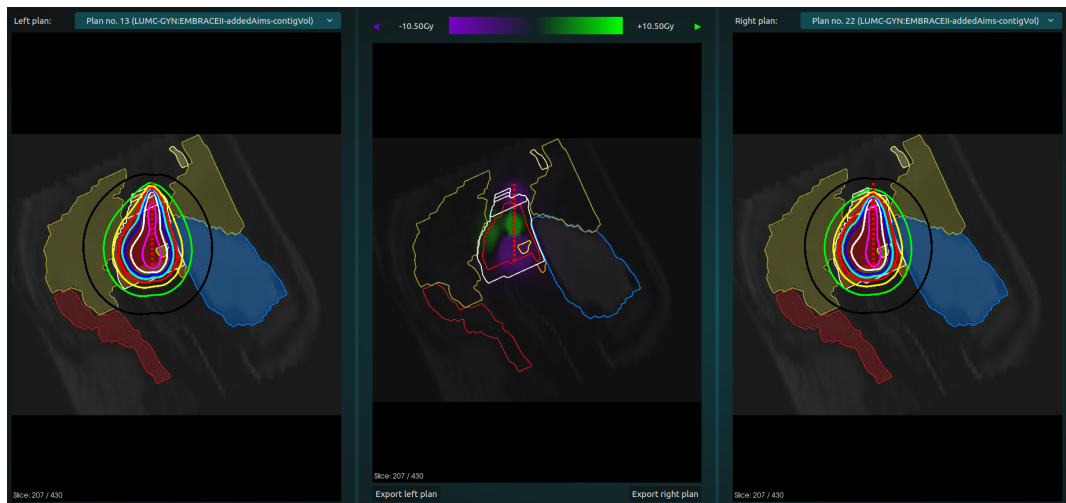 Left plan: Plan no. 13 (LUMC-GYN:EMBRACEII-addedAims-contigVol)
-10.50Gy +10.50Gy
Right plan: Plan no. 22 (LUMC-GYN:EMBRACEII-addedAims-contigVol)
Slice: 207 / 430
Slice: 207 / 430
Slice: 207 / 430
Export left plan
Export right plan